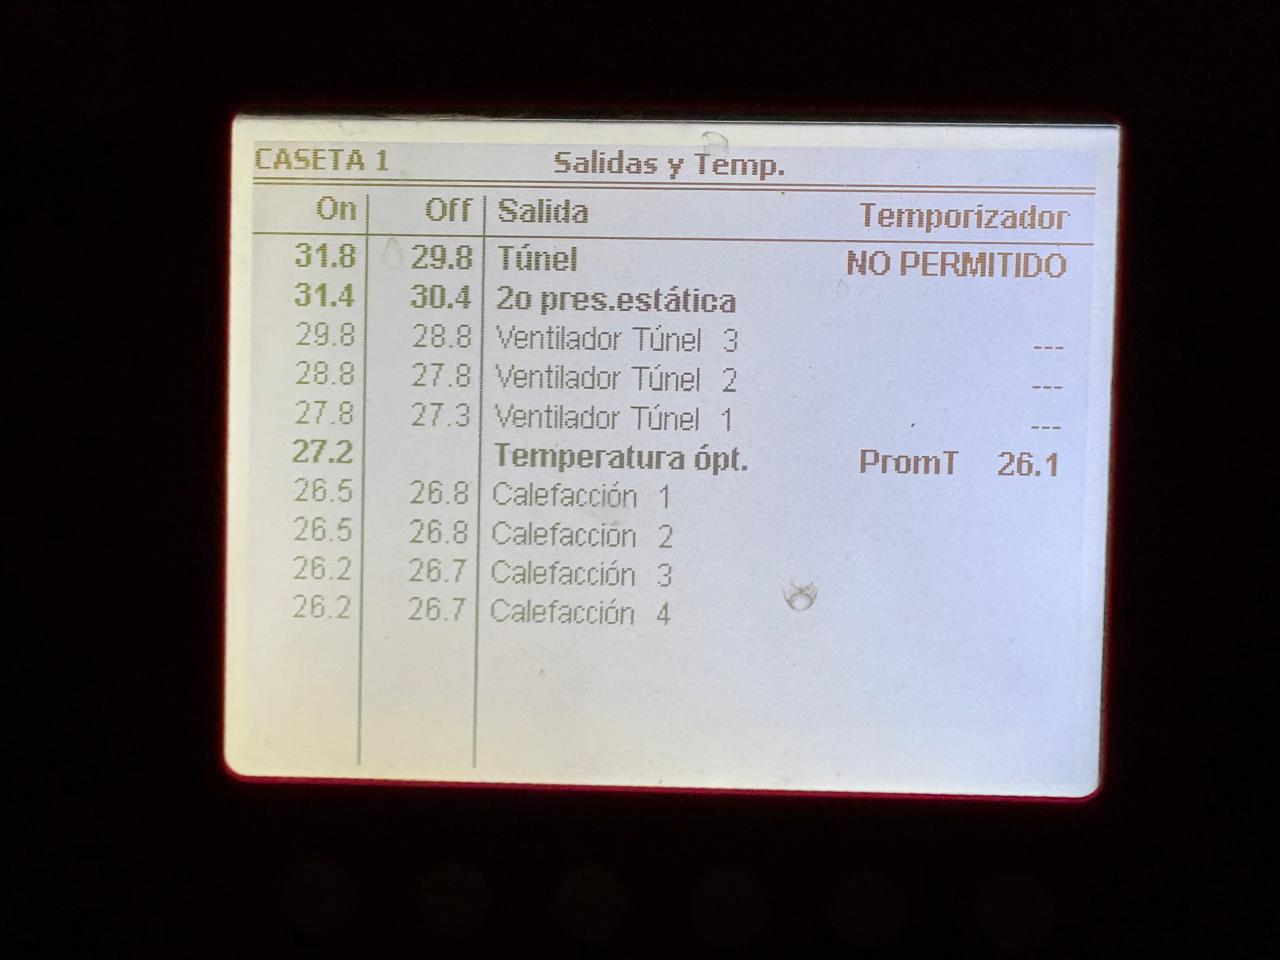 CASETA 1 Salidas y Temp.
On Off Salida Temporizador
31.8 29.8 Túnel NO PERMITIDO
31.4 30.4 2o pres.estática
29.8 28.8 Ventilador Túnel 3 ---
28.8 27.8 Ventilador Túnel 2 ---
27.8 27.3 Ventilador Túnel 1 ---
27.2 Temperatura ópt. PromT 26.1
26.5 26.8 Calefacción 1
26.5 26.8 Calefacción 2
26.2 26.7 Calefacción 3
26.2 26.7 Calefacción 4